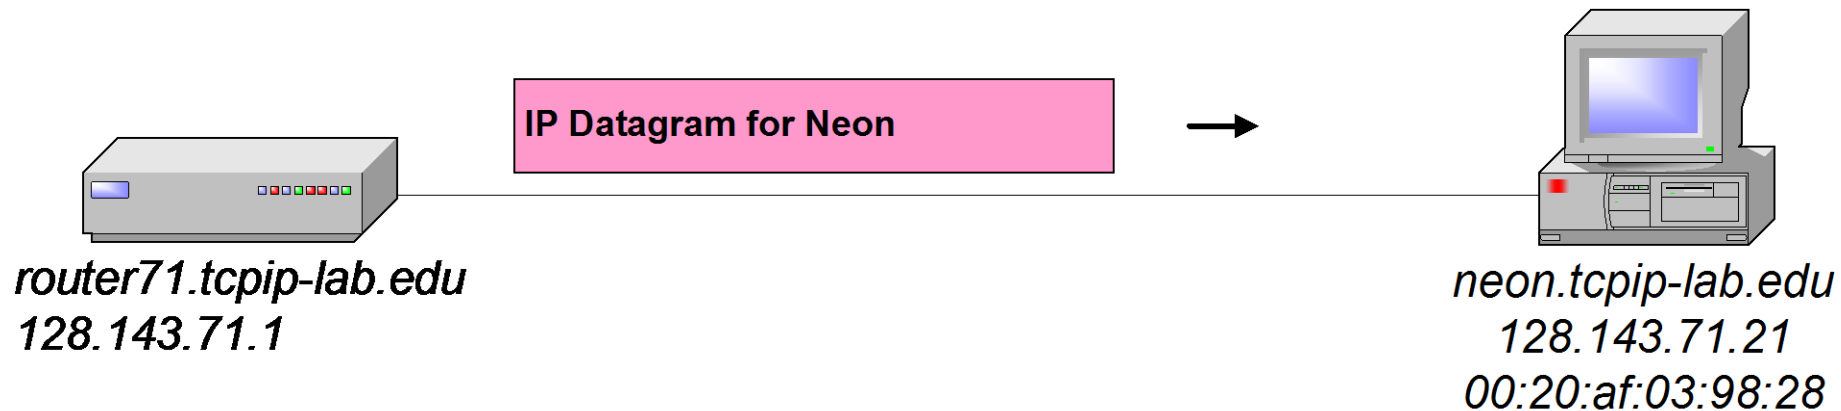 IP Datagram for Neon
router71.tcpip-lab.edu
128.143.71.1
neon.tcpip-lab.edu
128.143.71.21
00:20:af:03:98:28